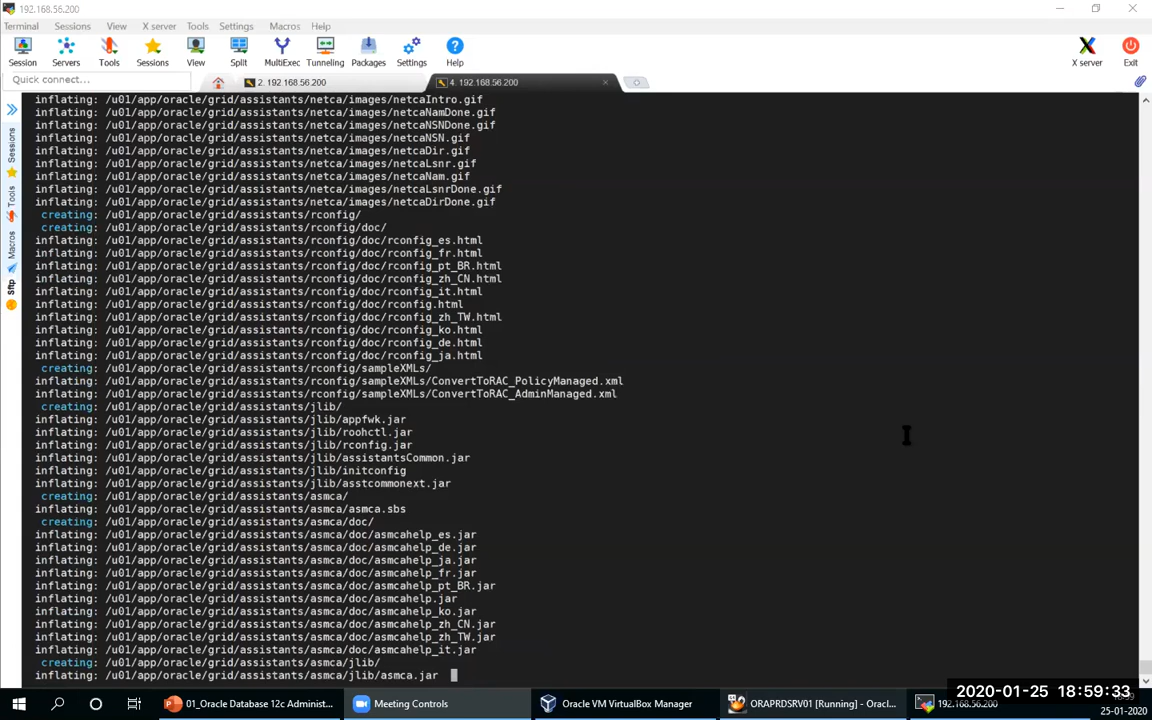 192.168.56.200
Terminal Sessions View X server Tools Settings Macros Help
Session Servers Tools Sessions View Split MultiExec Tunneling Packages Settings Help X server Exit
Quick connect...
2. 192.168.56.200
4. 192.168.56.200
Sessions
Tools
Macros
Sftp
inflating: /u01/app/oracle/grid/assistants/netca/images/netcaIntro.gif
inflating: /u01/app/oracle/grid/assistants/netca/images/netcaNamDone.gif
inflating: /u01/app/oracle/grid/assistants/netca/images/netcaNSNDone.gif
inflating: /u01/app/oracle/grid/assistants/netca/images/netcaNSN.gif
inflating: /u01/app/oracle/grid/assistants/netca/images/netcaDir.gif
inflating: /u01/app/oracle/grid/assistants/netca/images/netcaLsnr.gif
inflating: /u01/app/oracle/grid/assistants/netca/images/netcaNam.gif
inflating: /u01/app/oracle/grid/assistants/netca/images/netcaLsnrDone.gif
inflating: /u01/app/oracle/grid/assistants/netca/images/netcaDirDone.gif
creating: /u01/app/oracle/grid/assistants/rconfig/
creating: /u01/app/oracle/grid/assistants/rconfig/doc/
inflating: /u01/app/oracle/grid/assistants/rconfig/doc/rconfig_es.html
inflating: /u01/app/oracle/grid/assistants/rconfig/doc/rconfig_fr.html
inflating: /u01/app/oracle/grid/assistants/rconfig/doc/rconfig_pt_BR.html
inflating: /u01/app/oracle/grid/assistants/rconfig/doc/rconfig_zh_CN.html
inflating: /u01/app/oracle/grid/assistants/rconfig/doc/rconfig_it.html
inflating: /u01/app/oracle/grid/assistants/rconfig/doc/rconfig.html
inflating: /u01/app/oracle/grid/assistants/rconfig/doc/rconfig_zh_TW.html
inflating: /u01/app/oracle/grid/assistants/rconfig/doc/rconfig_ko.html
inflating: /u01/app/oracle/grid/assistants/rconfig/doc/rconfig_de.html
inflating: /u01/app/oracle/grid/assistants/rconfig/doc/rconfig_ja.html
creating: /u01/app/oracle/grid/assistants/rconfig/sampleXMLs/
inflating: /u01/app/oracle/grid/assistants/rconfig/sampleXMLs/ConvertToRAC_PolicyManaged.xml
inflating: /u01/app/oracle/grid/assistants/rconfig/sampleXMLs/ConvertToRAC_AdminManaged.xml
creating: /u01/app/oracle/grid/assistants/jlib/
inflating: /u01/app/oracle/grid/assistants/jlib/appfwk.jar
inflating: /u01/app/oracle/grid/assistants/jlib/roohctl.jar
inflating: /u01/app/oracle/grid/assistants/jlib/rconfig.jar
inflating: /u01/app/oracle/grid/assistants/jlib/assistantsCommon.jar
inflating: /u01/app/oracle/grid/assistants/jlib/initconfig
inflating: /u01/app/oracle/grid/assistants/jlib/asstcommonext.jar
creating: /u01/app/oracle/grid/assistants/asmca/
inflating: /u01/app/oracle/grid/assistants/asmca/asmca.sbs
creating: /u01/app/oracle/grid/assistants/asmca/doc/
inflating: /u01/app/oracle/grid/assistants/asmca/doc/asmcahelp_es.jar
inflating: /u01/app/oracle/grid/assistants/asmca/doc/asmcahelp_de.jar
inflating: /u01/app/oracle/grid/assistants/asmca/doc/asmcahelp_ja.jar
inflating: /u01/app/oracle/grid/assistants/asmca/doc/asmcahelp_fr.jar
inflating: /u01/app/oracle/grid/assistants/asmca/doc/asmcahelp_pt_BR.jar
inflating: /u01/app/oracle/grid/assistants/asmca/doc/asmcahelp.jar
inflating: /u01/app/oracle/grid/assistants/asmca/doc/asmcahelp_ko.jar
inflating: /u01/app/oracle/grid/assistants/asmca/doc/asmcahelp_zh_CN.jar
inflating: /u01/app/oracle/grid/assistants/asmca/doc/asmcahelp_zh_TW.jar
inflating: /u01/app/oracle/grid/assistants/asmca/doc/asmcahelp_it.jar
creating: /u01/app/oracle/grid/assistants/asmca/jlib/
inflating: /u01/app/oracle/grid/assistants/asmca/jlib/asmca.jar
2020-01-25 18:59:33
01_Oracle Database 12c Administ... Meeting Controls Oracle VM VirtualBox Manager ORAPRDSRV01 [Running] - Orac... 192.168.56.200
25-01-2020